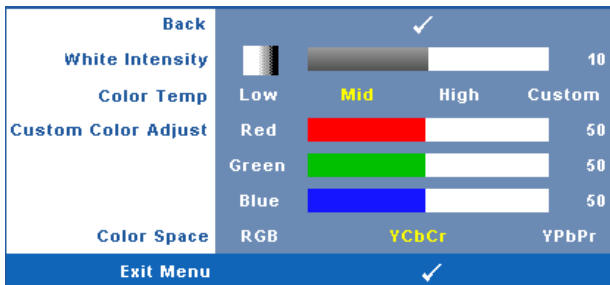 Back
White Intensity 10
Color Temp Low Mid High Custom
Custom Color Adjust Red 50
Green 50
Blue 50
Color Space RGB YCbCr YPbPr
Exit Menu